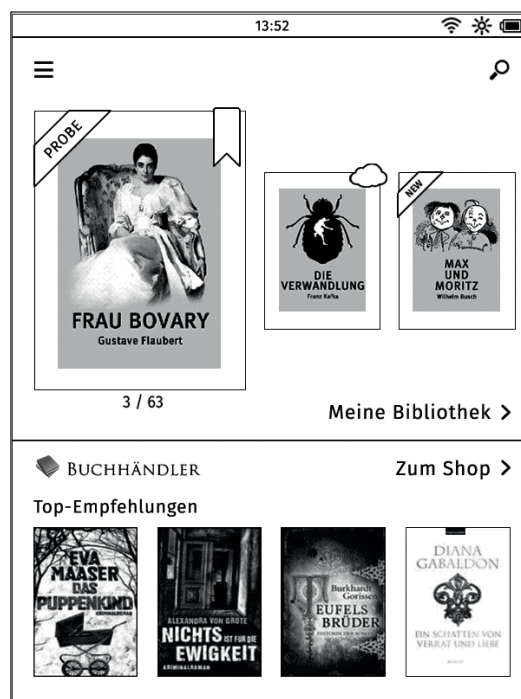 13:52
PROBE
FRAU BOVARY
Gustave Flaubert
3 / 63
DIE
VERWANDLUNG
Franz Kafka
NEW
MAX
UND
MORITZ
Wilhelm Busch
Meine Bibliothek
BUCHHÄNDLER
Zum Shop
Top-Empfehlungen
EVA
MAASER
DAS
PUPPENKIND
KRIMINALROMAN
ALEXANDRA VON GROTE
NICHTS IST FÜR DIE
EWIGKEIT
KRIMINALROMAN
Burkhardt
Gorissen
TEUFELS
BRÜDER
DIANA
GABALDON
EIN SCHATTEN VON
VERRAT UND LIEBE
ROMAN